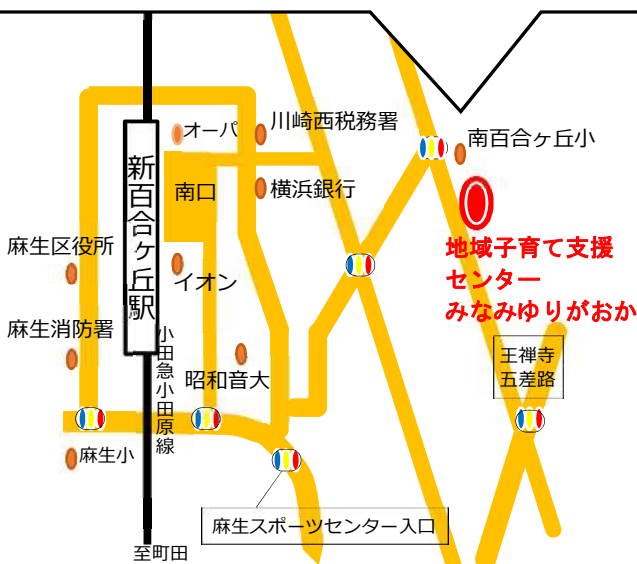 オーパ
川崎西税務署
南百合ヶ丘小
新百合ヶ丘駅
南口
横浜銀行
麻生区役所
イオン
地域子育て支援
センター
みなみゆりがおか
麻生消防署
小田急小田原線
昭和音大
王禅寺
五差路
麻生小
麻生スポーツセンター入口
至町田